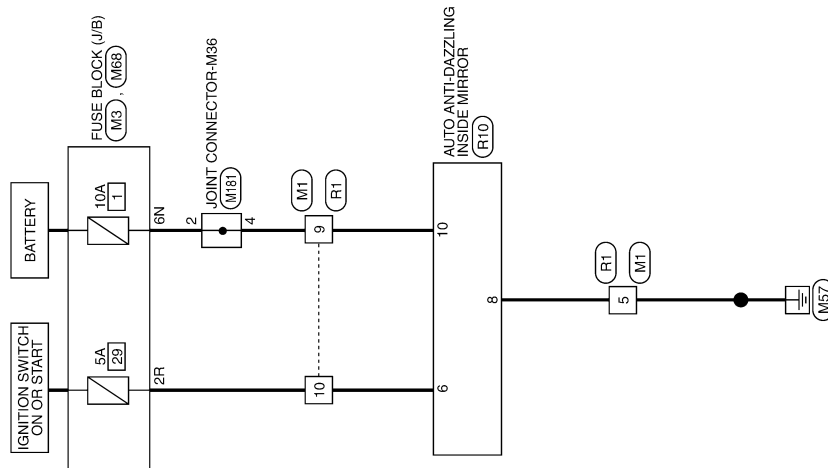 IGNITION SWITCH
ON OR START
BATTERY
FUSE BLOCK (J/B)
M3 , M68
5A
29
10A
1
2R
6N
JOINT CONNECTOR-M36
M181
2
4
M1
R1
10
9
AUTO ANTI-DAZZLING
INSIDE MIRROR
R10
6
10
8
R1
M1
5
M57